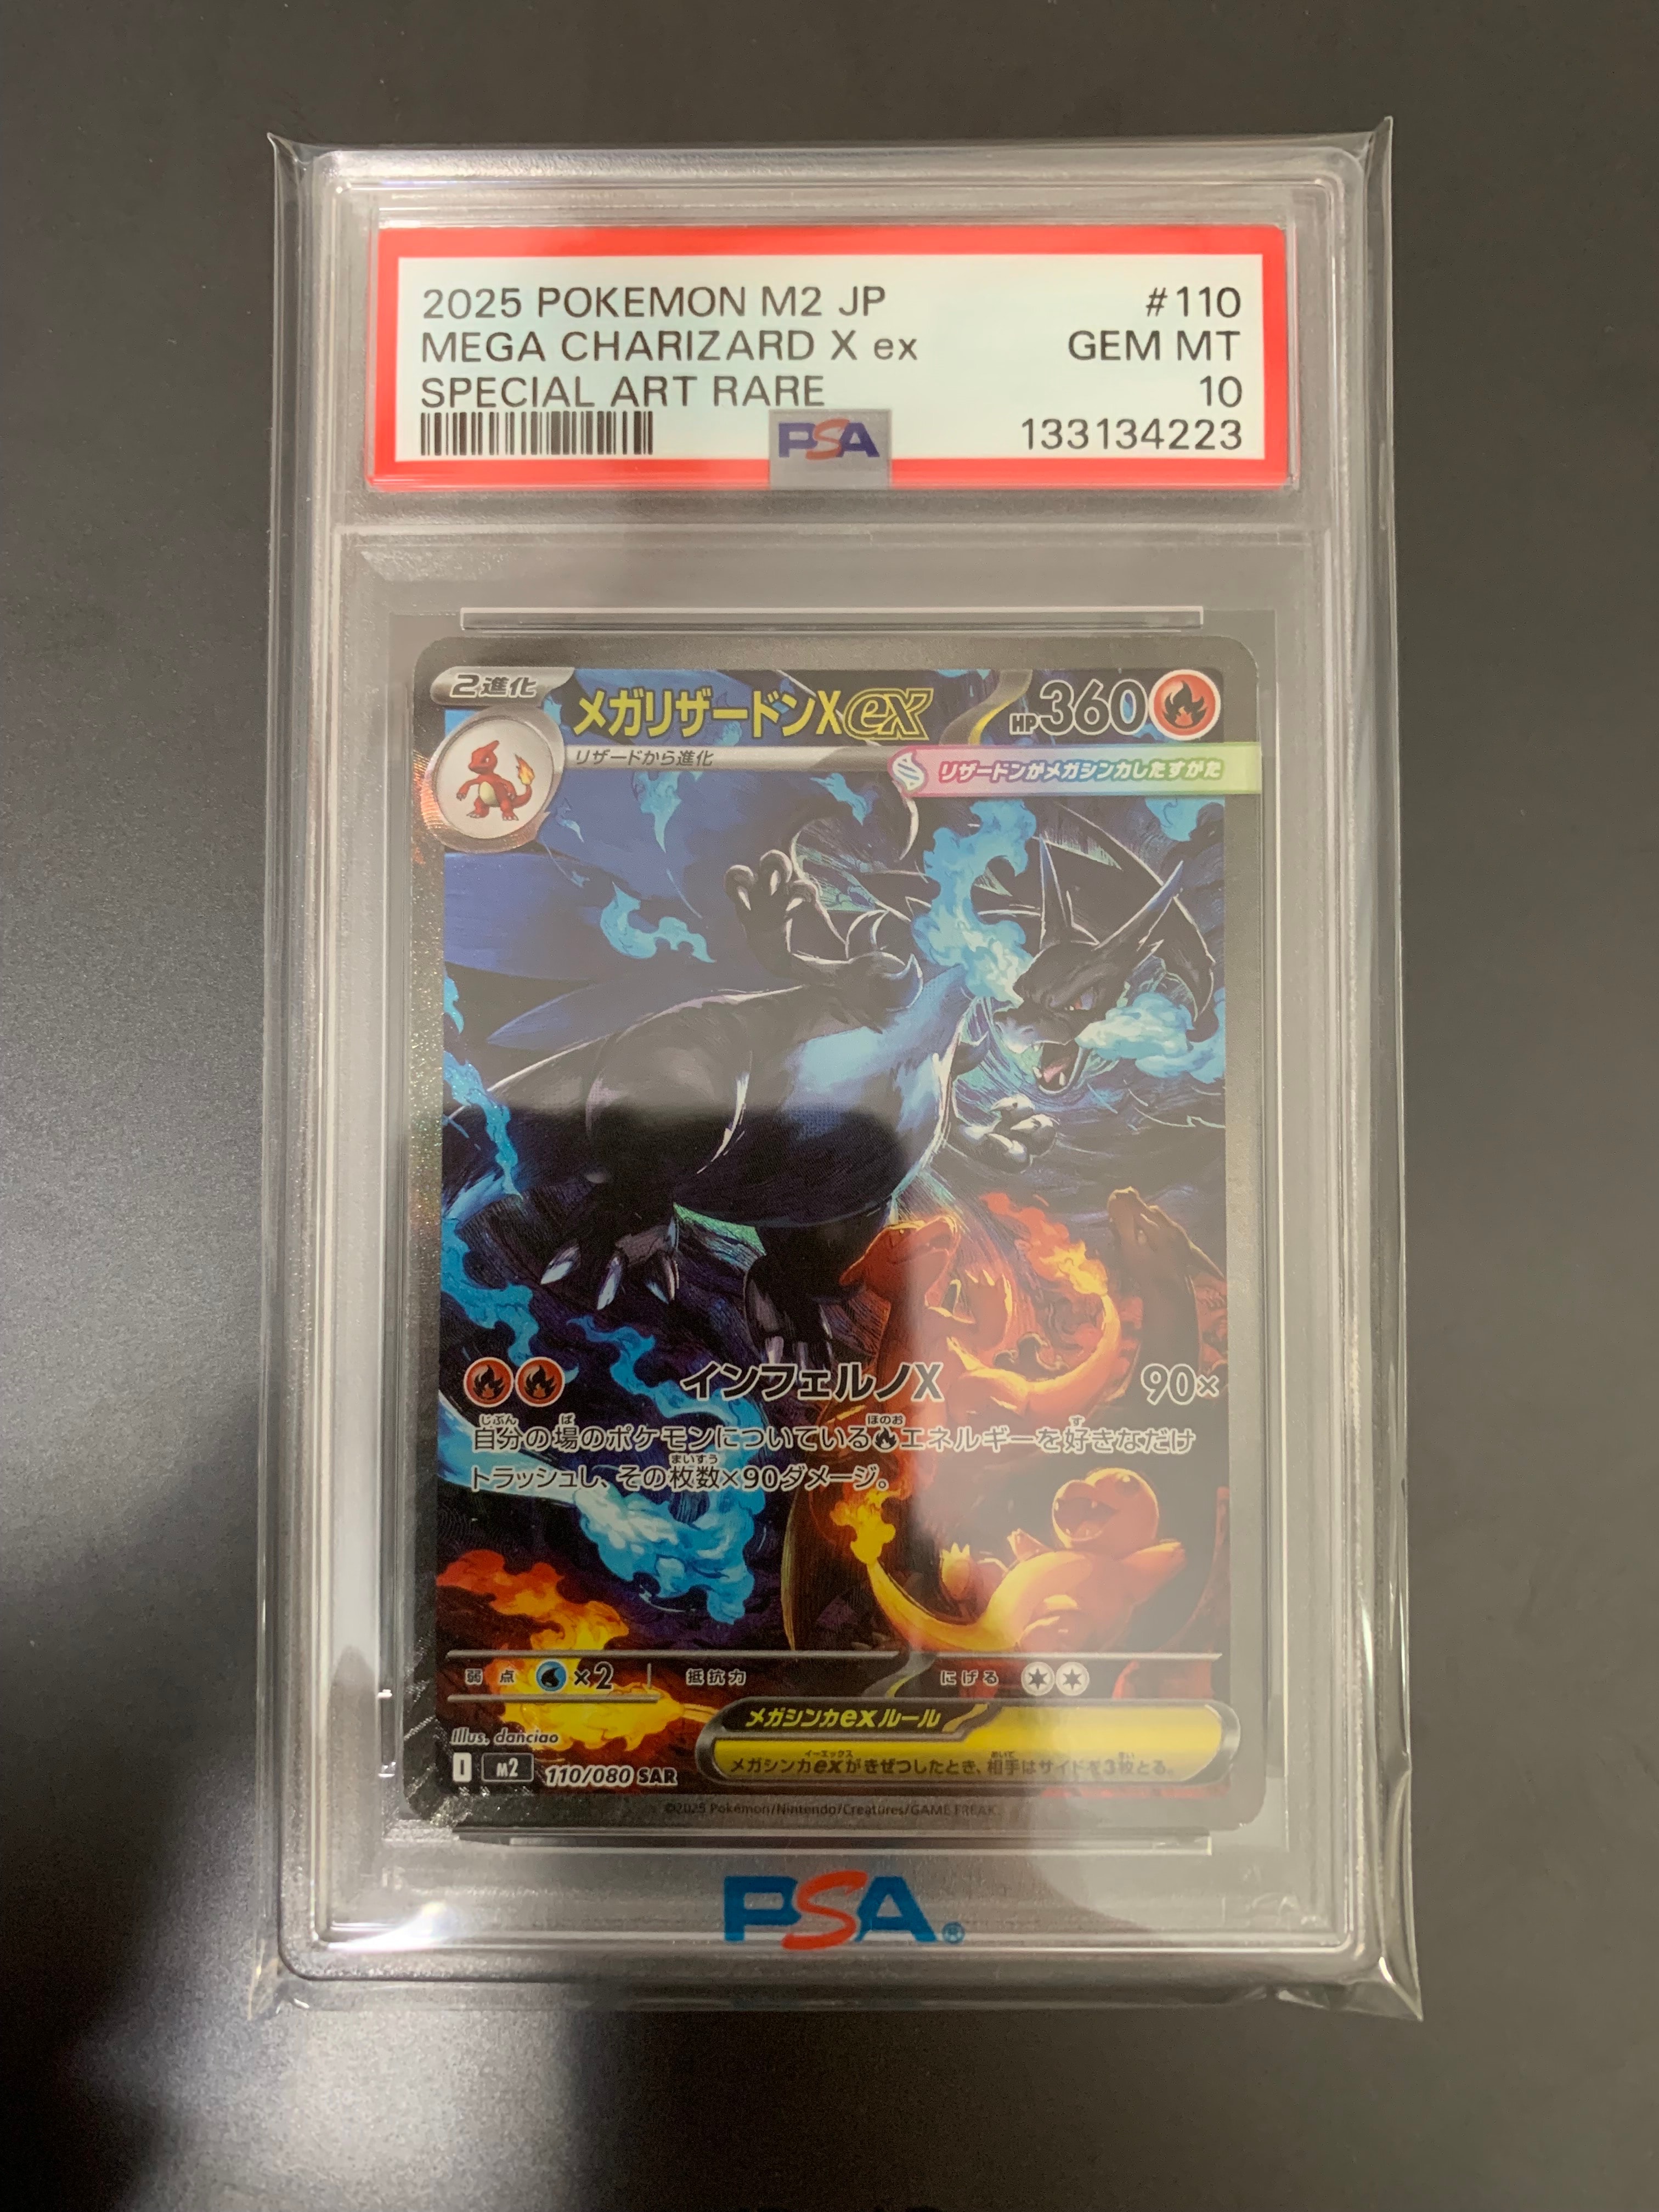 2025 POKEMON M2 JP #110
MEGA CHARIZARD X ex GEM MT
SPECIAL ART RARE 10
PSA 133134223
2進化 メガリザードンXex HP360
リザードから進化
リザードンがメガシンカしたすがた
インフェルノX 90×
自分の場のポケモンについているエネルギーを好きなだけ
トラッシュし、その枚数×90ダメージ。
弱点 ×2 抵抗力 にげる
メガシンカexルール
メガシンカexがきぜつしたとき、相手はサイドを3枚とる。
Illus. danciao
I m2 110/080 SAR
©2025 Pokémon/Nintendo/Creatures/GAME FREAK
PSA®